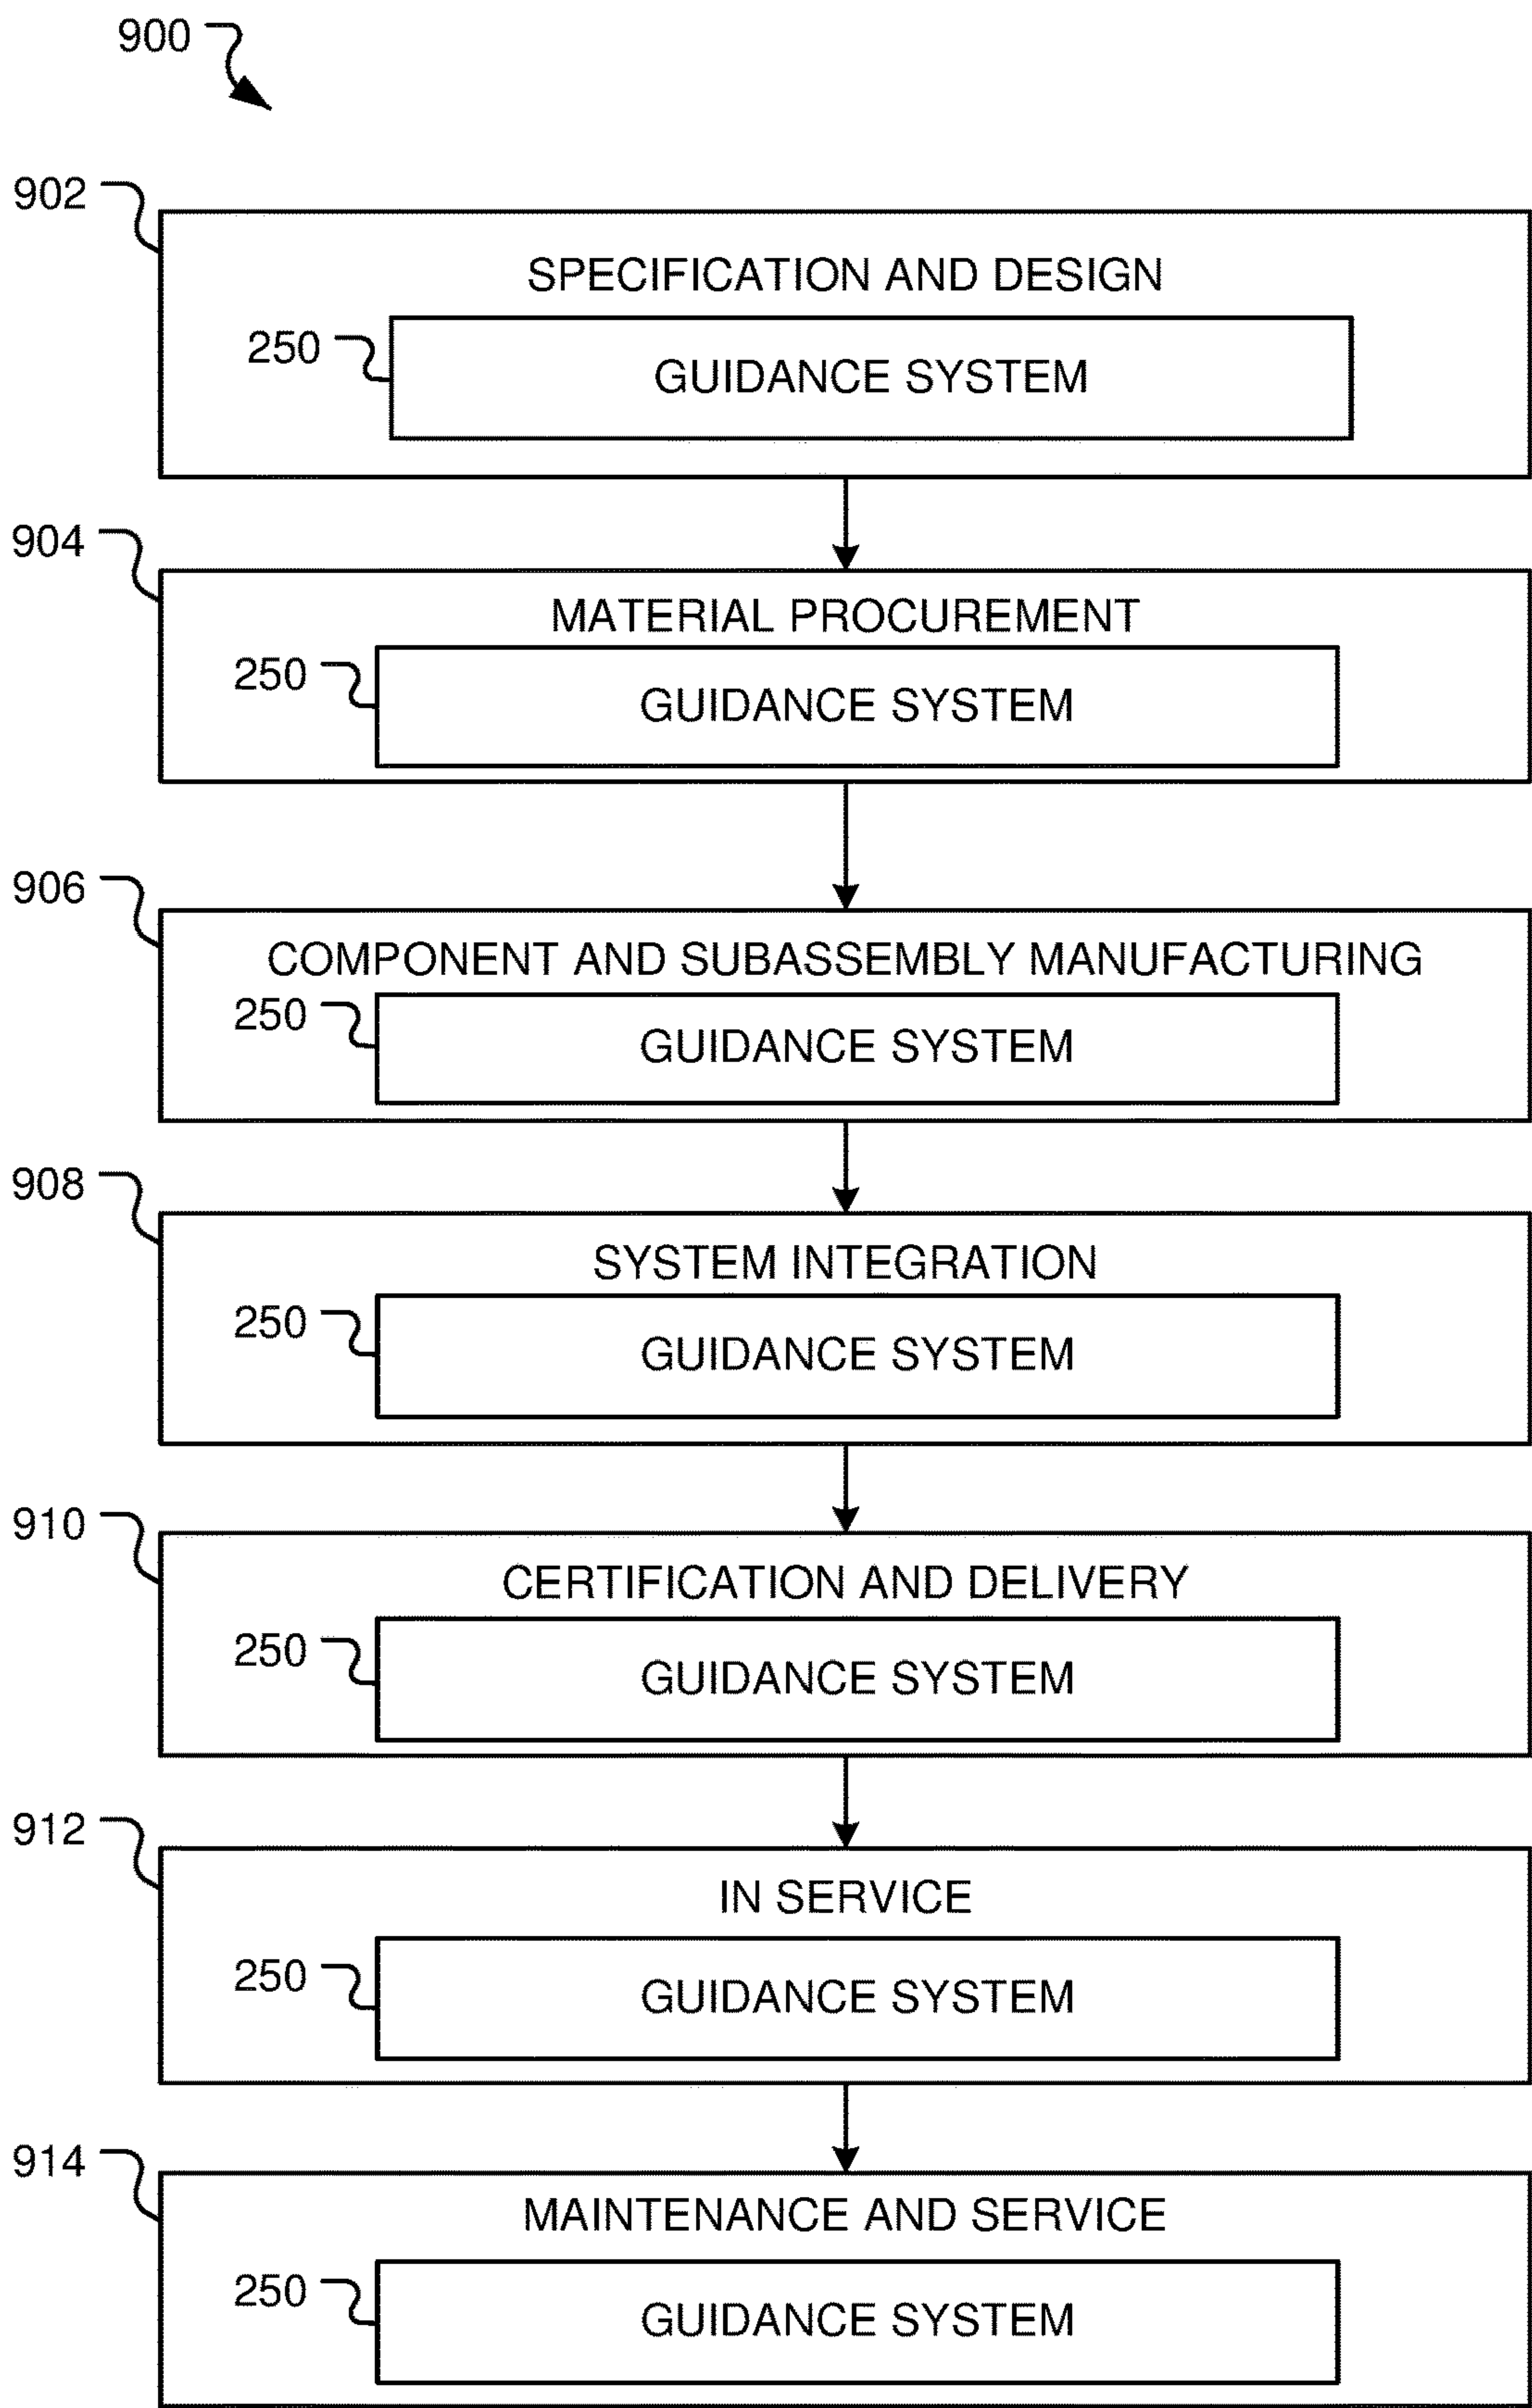 900
902
SPECIFICATION AND DESIGN
250
GUIDANCE SYSTEM
904
MATERIAL PROCUREMENT
250
GUIDANCE SYSTEM
906
COMPONENT AND SUBASSEMBLY MANUFACTURING
250
GUIDANCE SYSTEM
908
SYSTEM INTEGRATION
250
GUIDANCE SYSTEM
910
CERTIFICATION AND DELIVERY
250
GUIDANCE SYSTEM
912
IN SERVICE
250
GUIDANCE SYSTEM
914
MAINTENANCE AND SERVICE
250
GUIDANCE SYSTEM